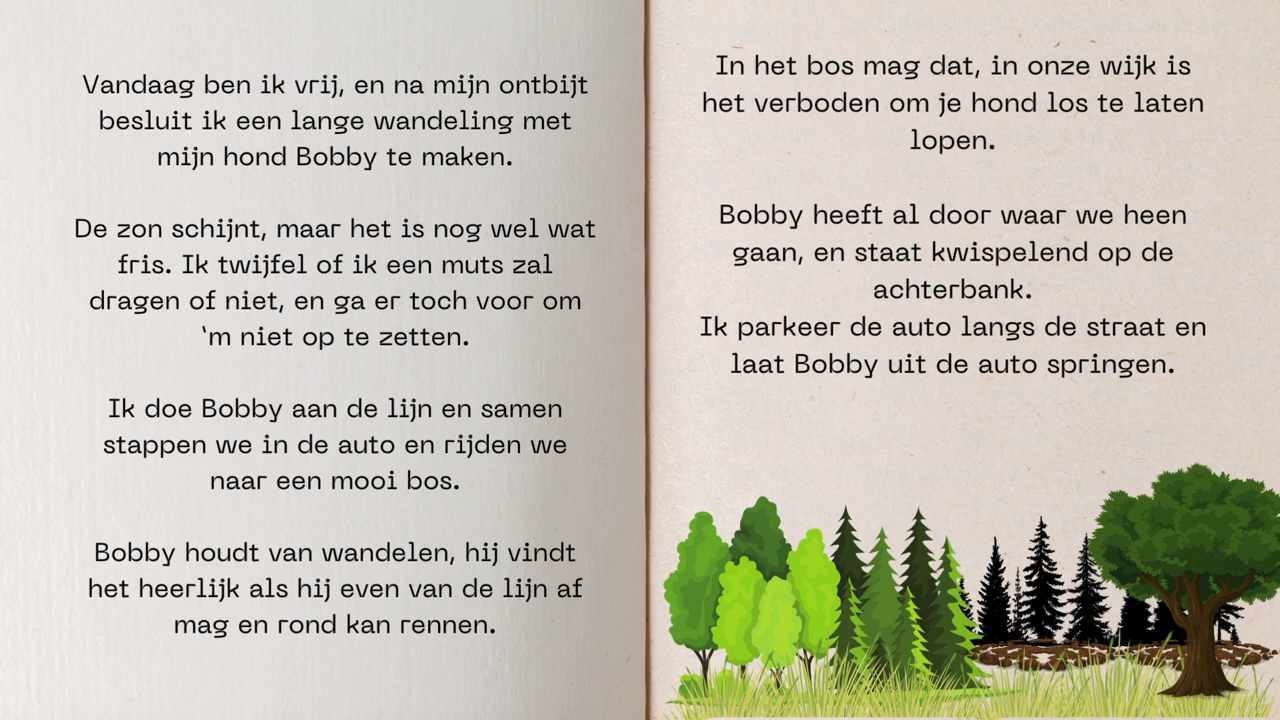 Vandaag ben ik vrij, en na mijn ontbijt
besluit ik een lange wandeling met
mijn hond Bobby te maken.
De zon schijnt, maar het is nog wel wat
fris. Ik twijfel of ik een muts zal
dragen of niet, en ga er toch voor om
‘m niet op te zetten.
Ik doe Bobby aan de lijn en samen
stappen we in de auto en rijden we
naar een mooi bos.
Bobby houdt van wandelen, hij vindt
het heerlijk als hij even van de lijn af
mag en rond kan rennen.
In het bos mag dat, in onze wijk is
het verboden om je hond los te laten
lopen.
Bobby heeft al door waar we heen
gaan, en staat kwispelend op de
achterbank.
Ik parkeer de auto langs de straat en
laat Bobby uit de auto springen.